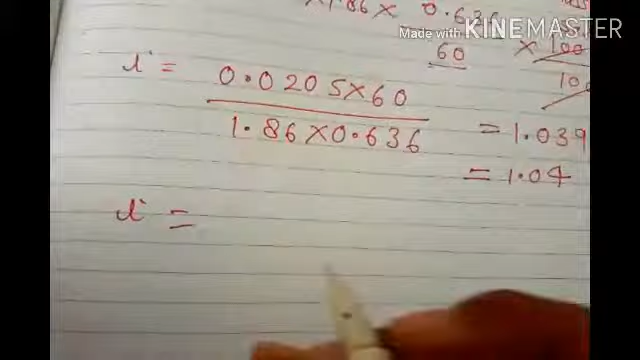 ×1.86× 0.636
60 × 100
Made with KINEMASTER
i = 0.0205×60
1.86×0.636 = 1.039
= 1.04
i =